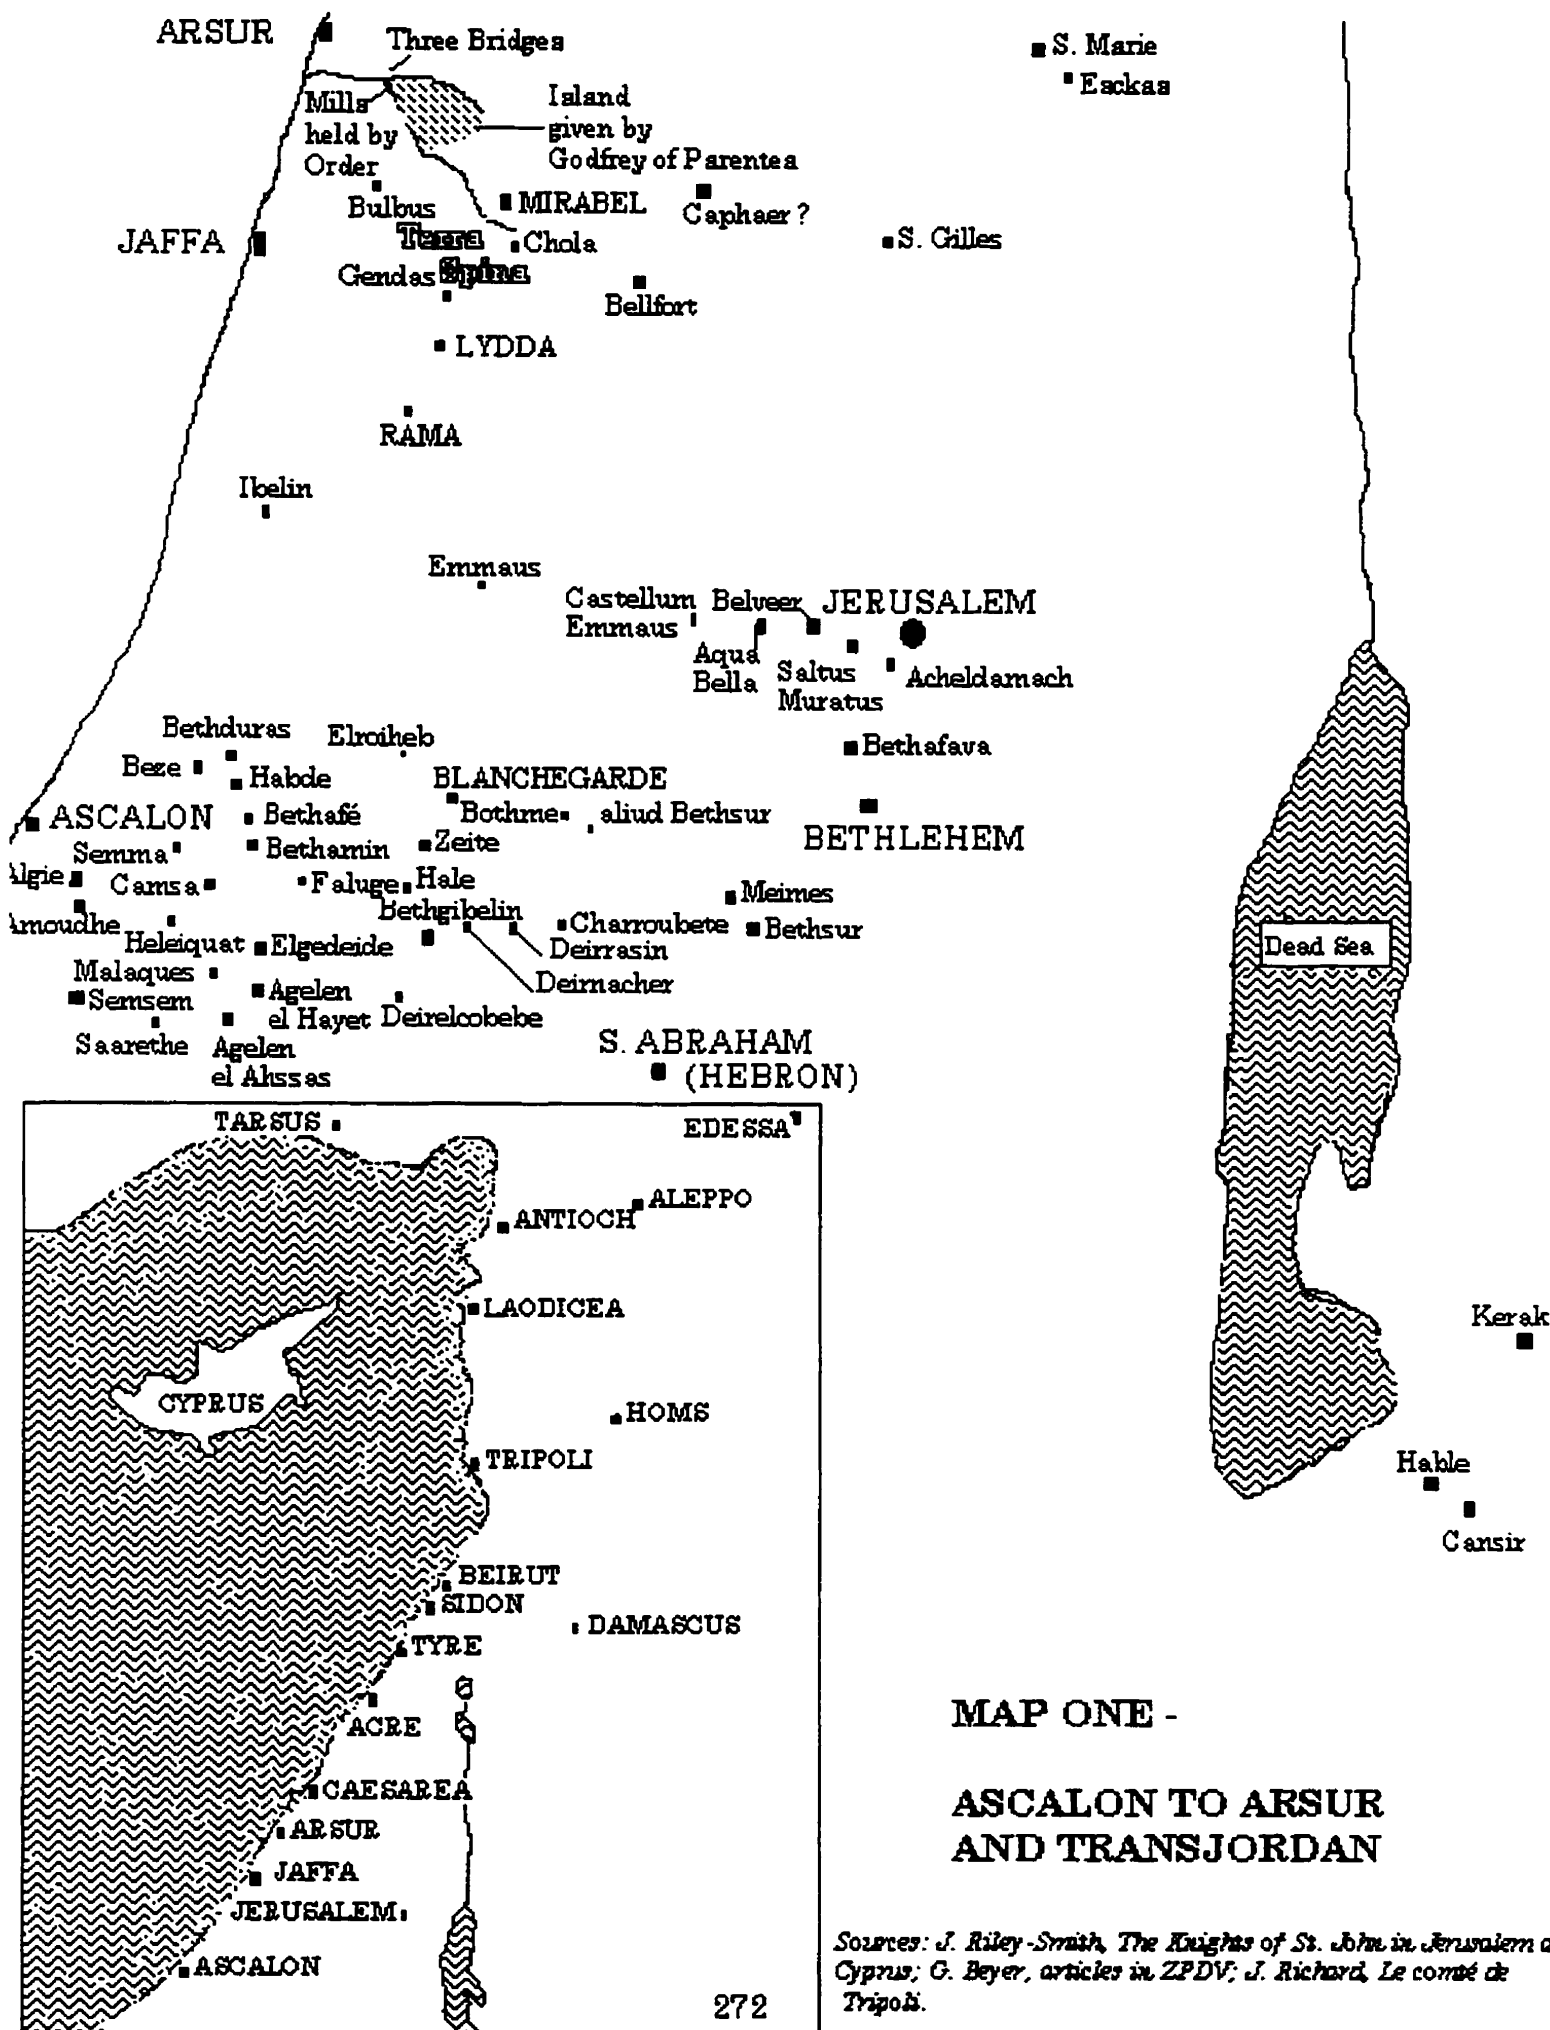 ARSUR
Three Bridges
S. Marie
Esckas
Mills
held by
Order
Island
given by
Godfrey of Parentea
Bulbus
MIRABEL
Caphaer ?
JAFFA
Terra
Chola
S. Gilles
Gendas
Bellfort
LYDDA
RAMA
Ibelin
Emmaus
Castellum
Emmaus
Belveer
JERUSALEM
Aqua
Bella
Saltus
Muratus
Acheldamach
Bethduras
Elroiheb
Bethafava
Beze
Habde
BLANCHEGARDE
ASCALON
Bethafé
Bothme
aliud Bethsur
BETHLEHEM
Semma
Bethamin
Zeite
Algie
Camsa
Faluge
Hale
Meimes
Amoudhe
Bethgibelin
Charroubete
Bethsur
Heleiquat
Elgedeide
Deirrasin
Dead Sea
Malaques
Deirnacher
Semsem
Agelen
el Hayet
Deirelcobebe
Saarethe
Agelen
el Ahssas
S. ABRAHAM
(HEBRON)
TARSUS
EDESSA
ALEPPO
ANTIOCH
LAODICEA
Kerak
CYPRUS
HOMS
TRIPOLI
Hable
Cansir
BEIRUT
SIDON
DAMASCUS
TYRE
ACRE
CAESAREA
ARSUR
JAFFA
JERUSALEM
ASCALON
272
MAP ONE -
ASCALON TO ARSUR
AND TRANSJORDAN
Sources: J. Riley-Smith, The Knights of St. John in Jerusalem a
Cyprus; G. Beyer, articles in ZPDV; J. Richard, Le comté de
Tripoli.